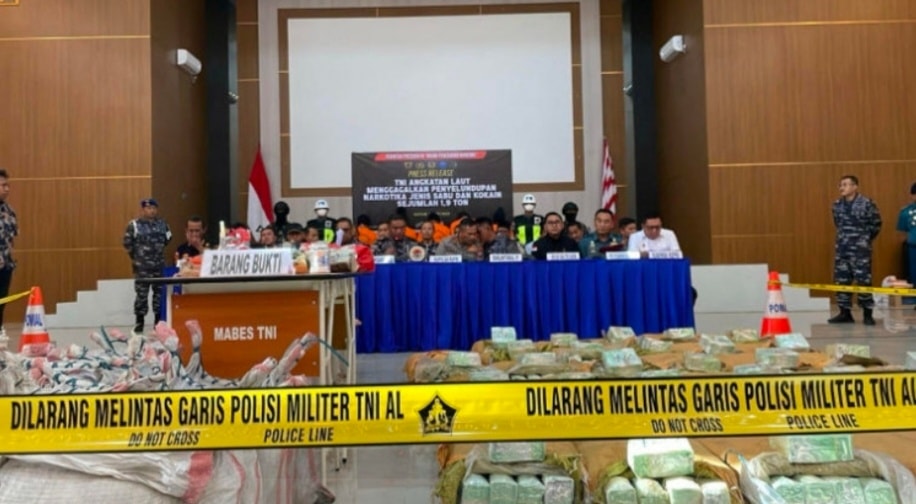 PRESS RELEASE
TNI ANGKATAN LAUT
MENGGAGALKAN PENYELUNDUPAN
NARKOTIKA JENIS SABU DAN KOKAIN
SEJUMLAH 1,9 TON
BARANG BUKTI
MABES TNI
POMAL
DILARANG MELINTAS GARIS POLISI MILITER TNI AL
DO NOT CROSS POLICE LINE
DILARANG MELINTAS GARIS POLISI MILITER TNI AL
DO NOT CROSS POLICE LINE